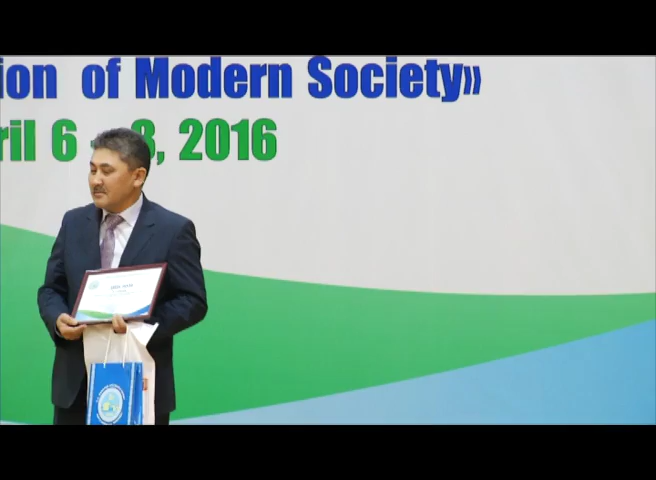 ion of Modern Society»
ril 6 - 8, 2016